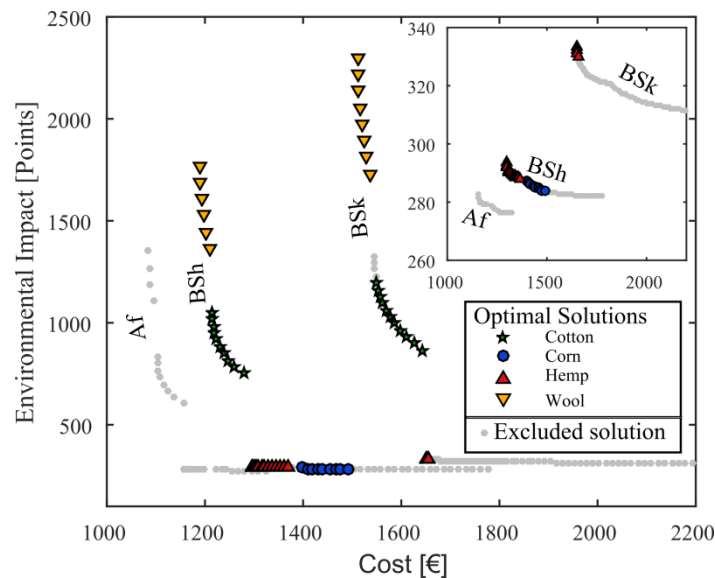 Environmental Impact [Points]
2500
2000
1500
1000
500
1000 1200 1400 1600 1800 2000 2200
Cost [€]
Af
BSh
BSk
340
320
300
280
260
1000 1500 2000
BSk
BSh
Af
Optimal Solutions
Cotton
Corn
Hemp
Wool
Excluded solution